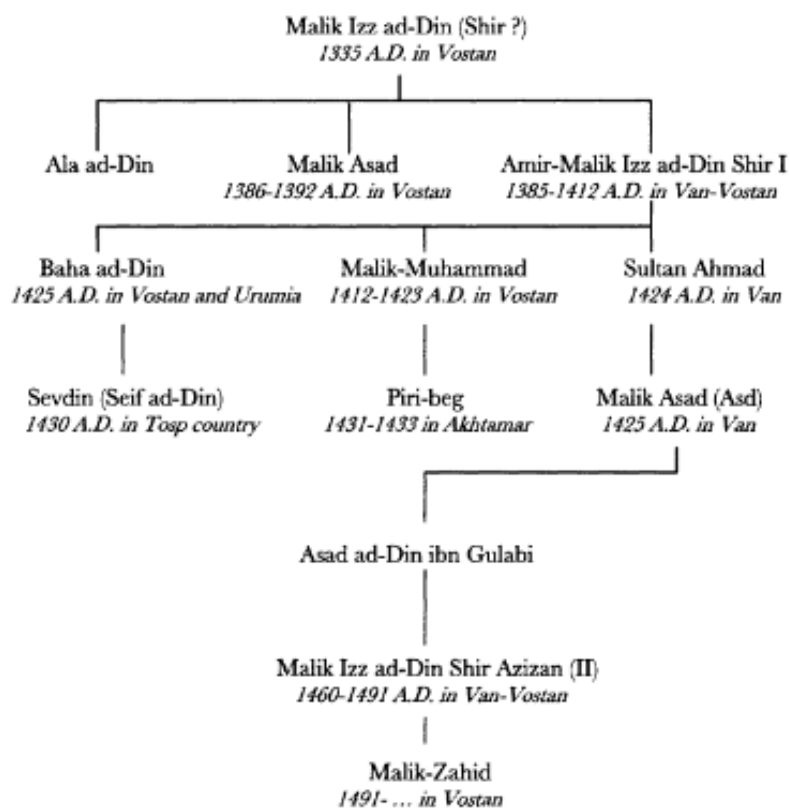 Malik Izz ad-Din (Shir ?)
1335 A.D. in Vostan
Ala ad-Din
Malik Asad
1386-1392 A.D. in Vostan
Amir-Malik Izz ad-Din Shir I
1385-1412 A.D. in Van-Vostan
Baha ad-Din
1425 A.D. in Vostan and Urumia
Malik-Muhammad
1412-1423 A.D. in Vostan
Sultan Ahmad
1424 A.D. in Van
Sevdin (Seif ad-Din)
1430 A.D. in Tosp country
Piri-beg
1431-1433 in Akhtamar
Malik Asad (Asd)
1425 A.D. in Van
Asad ad-Din ibn Gulabi
Malik Izz ad-Din Shir Azizan (II)
1460-1491 A.D. in Van-Vostan
Malik-Zahid
1491- ... in Vostan